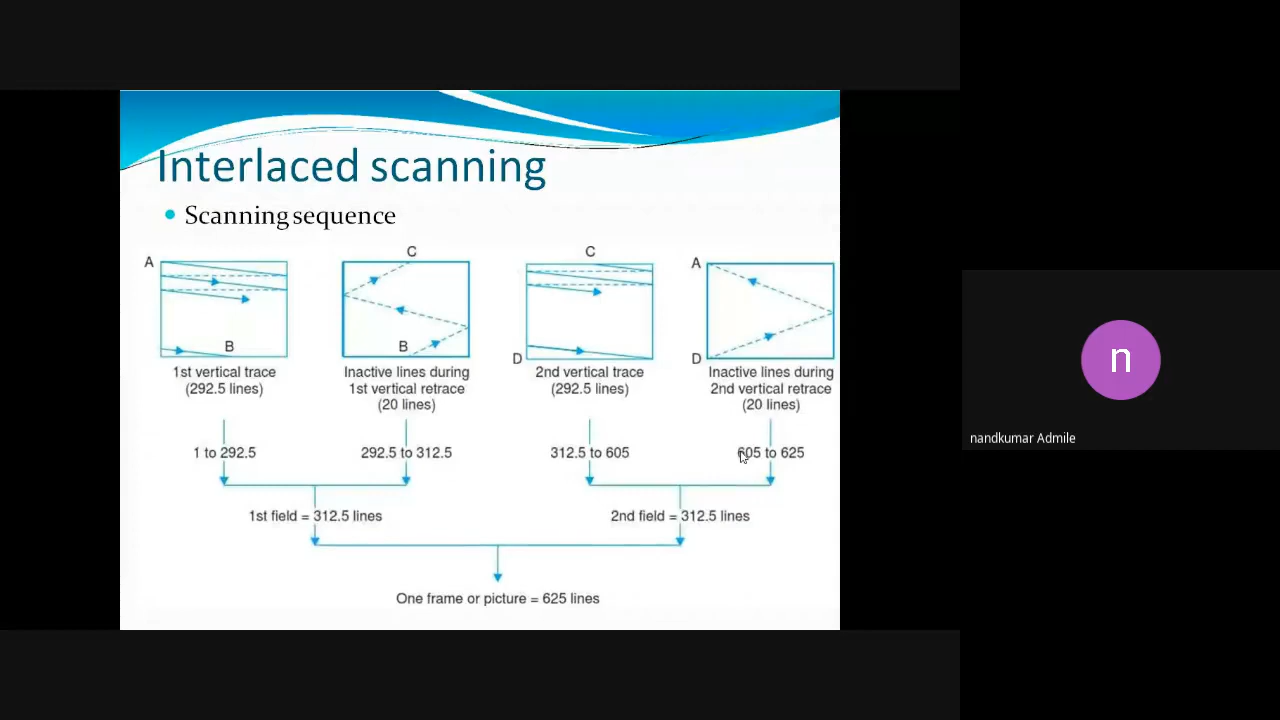 Interlaced scanning
Scanning sequence
A
B
1st vertical trace
(292.5 lines)
C
B
Inactive lines during
1st vertical retrace
(20 lines)
C
D
2nd vertical trace
(292.5 lines)
A
D
Inactive lines during
2nd vertical retrace
(20 lines)
1 to 292.5
292.5 to 312.5
312.5 to 605
605 to 625
1st field = 312.5 lines
2nd field = 312.5 lines
One frame or picture = 625 lines
n
nandkumar Admile